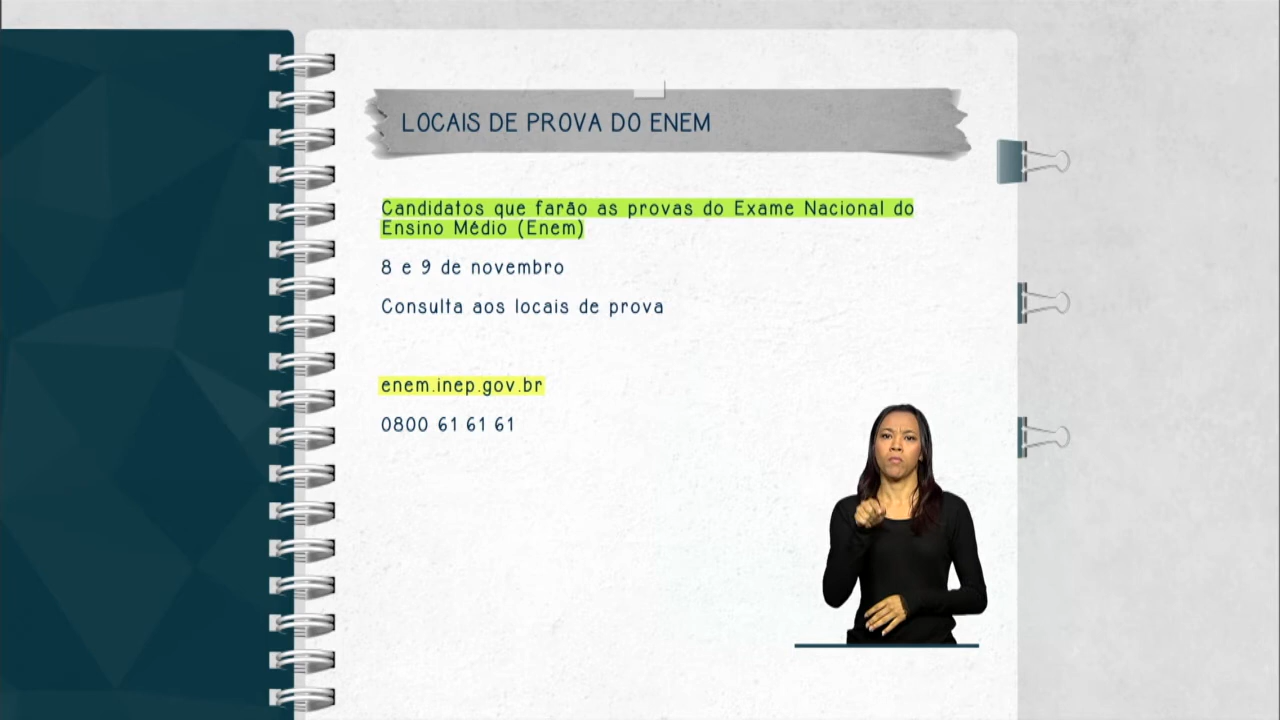 LOCAIS DE PROVA DO ENEM
Candidatos que farão as provas do Exame Nacional do
Ensino Médio (Enem)
8 e 9 de novembro
Consulta aos locais de prova
enem.inep.gov.br
0800 61 61 61